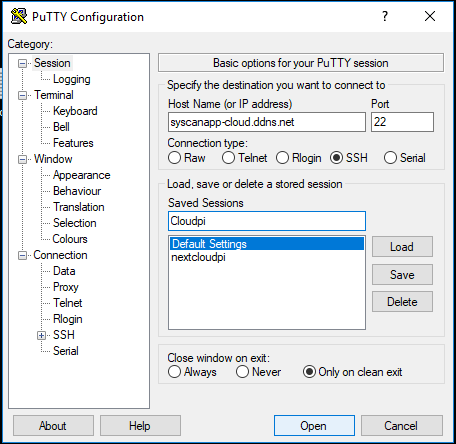 PuTTY Configuration
Category:
Session
Logging
Terminal
Keyboard
Bell
Features
Window
Appearance
Behaviour
Translation
Selection
Colours
Connection
Data
Proxy
Telnet
Rlogin
SSH
Serial
Basic options for your PuTTY session
Specify the destination you want to connect to
Host Name (or IP address) Port
syscanapp-cloud.ddns.net 22
Connection type:
Raw Telnet Rlogin SSH Serial
Load, save or delete a stored session
Saved Sessions
Cloudpi
Default Settings
nextcloudpi
Load
Save
Delete
Close window on exit:
Always Never Only on clean exit
About Help Open Cancel